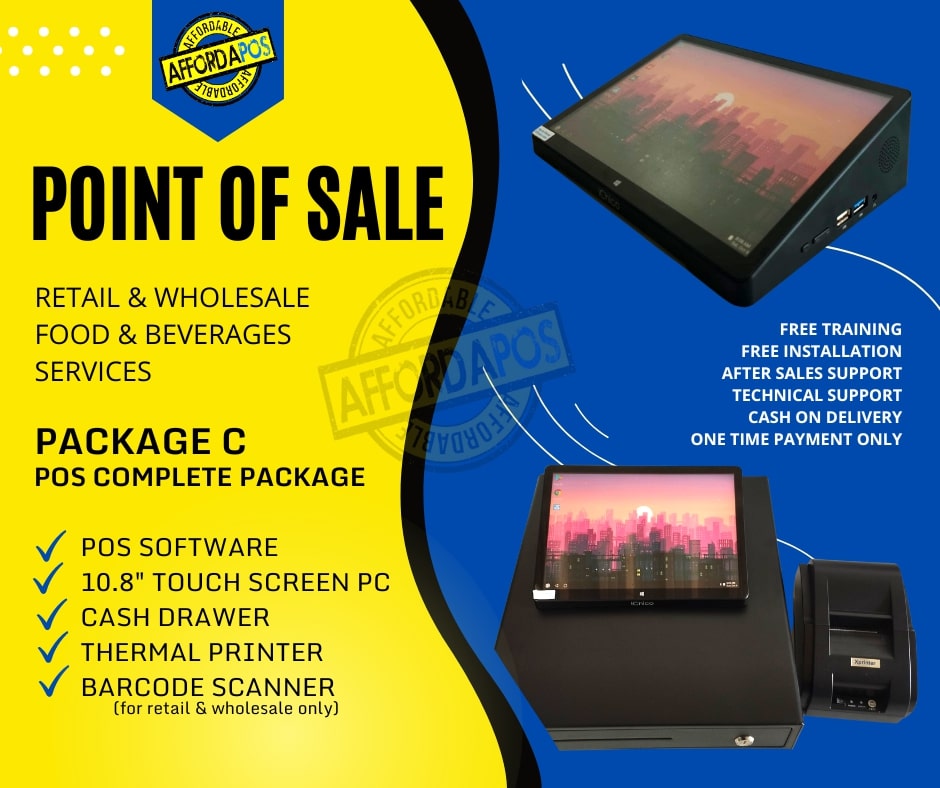 AFFORDABLE
AFFORDAPOS
AFFORDABLE
POINT OF SALE
RETAIL & WHOLESALE
FOOD & BEVERAGES
SERVICES
AFFORDABLE
AFFORDAPOS
AFFORDABLE
PACKAGE C
POS COMPLETE PACKAGE
POS SOFTWARE
10.8" TOUCH SCREEN PC
CASH DRAWER
THERMAL PRINTER
BARCODE SCANNER
(for retail & wholesale only)
FREE TRAINING
FREE INSTALLATION
AFTER SALES SUPPORT
TECHNICAL SUPPORT
CASH ON DELIVERY
ONE TIME PAYMENT ONLY
Xprinter